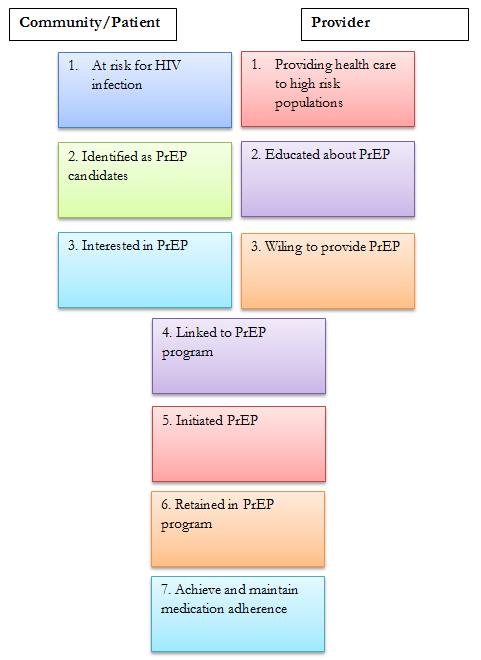 Community/Patient
Provider
1. At risk for HIV
infection
1. Providing health care
to high risk
populations
2. Identified as PrEP
candidates
2. Educated about PrEP
3. Interested in PrEP
3. Wiling to provide PrEP
4. Linked to PrEP
program
5. Initiated PrEP
6. Retained in PrEP
program
7. Achieve and maintain
medication adherence